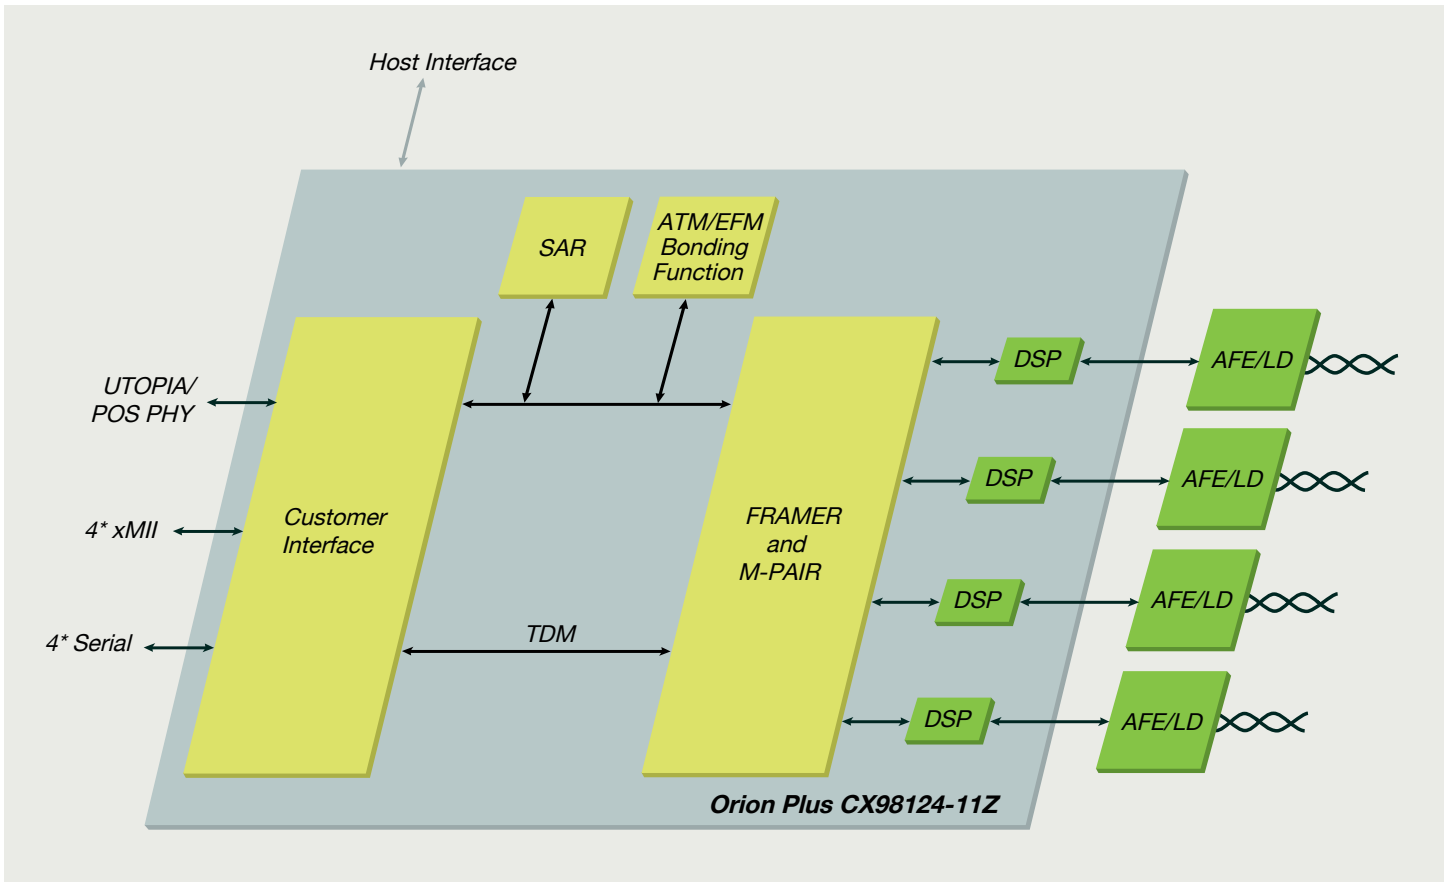 Host Interface
SAR
ATM/EFM
Bonding
Function
UTOPIA/
POS PHY
4* xMII
4* Serial
Customer
Interface
TDM
FRAMER
and
M-PAIR
DSP
AFE/LD
DSP
AFE/LD
DSP
AFE/LD
DSP
AFE/LD
Orion Plus CX98124-11Z